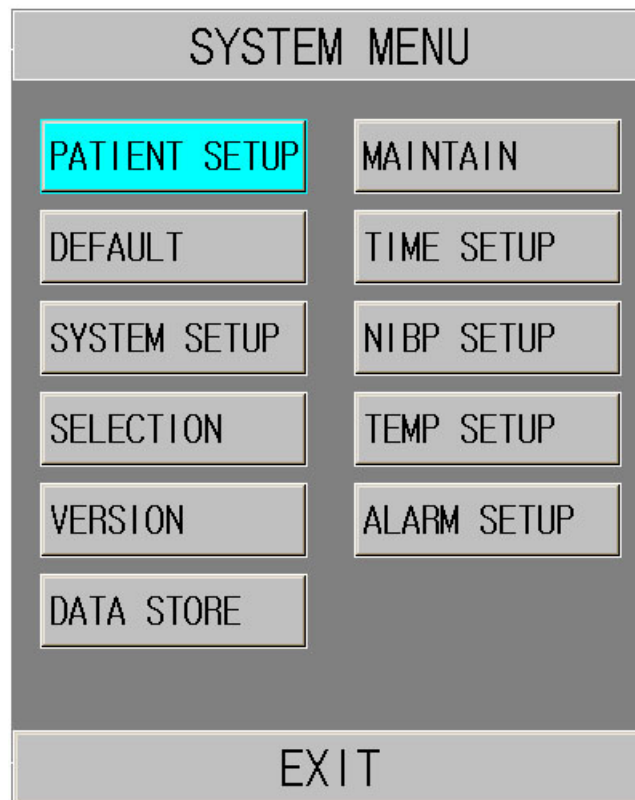 SYSTEM MENU
PATIENT SETUP
MAINTAIN
DEFAULT
TIME SETUP
SYSTEM SETUP
NIBP SETUP
SELECTION
TEMP SETUP
VERSION
ALARM SETUP
DATA STORE
EXIT